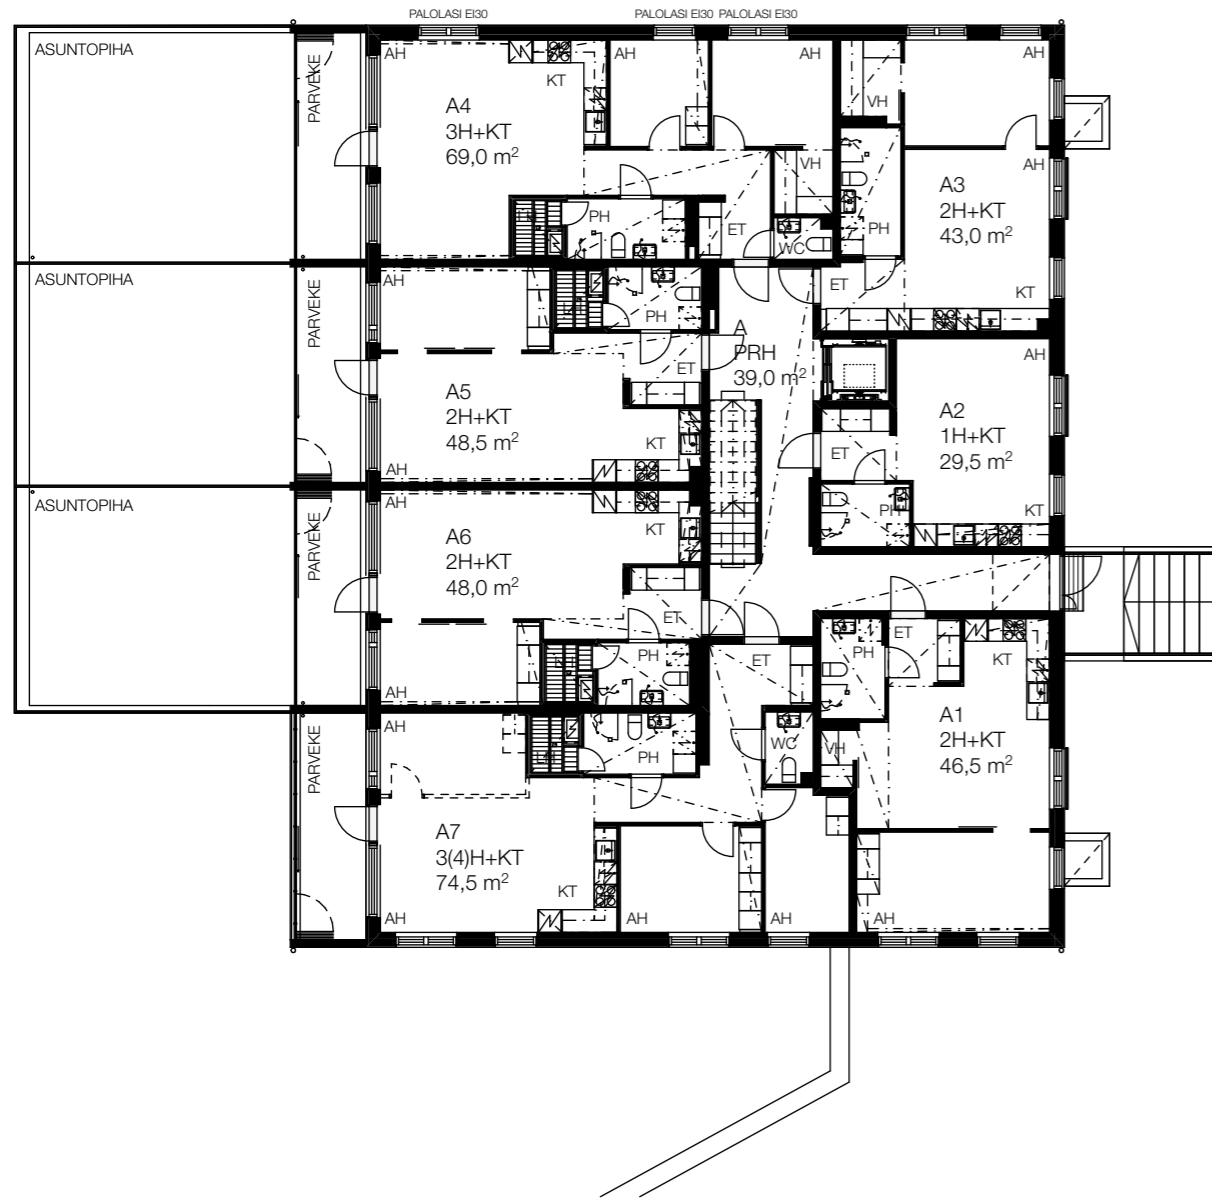 PALOLASI EI30
PALOLASI EI30
PALOLASI EI30
ASUNTOPIHA
PARVEKE
AH
KT
A4
3H+KT
69,0 m²
AH
AH
VH
PH
ET
WC
VH
AH
AH
A3
2H+KT
43,0 m²
PH
ET
KT
ASUNTOPIHA
PARVEKE
AH
PH
ET
A5
2H+KT
48,5 m²
KT
AH
A
PRH
39,0 m²
AH
A2
1H+KT
29,5 m²
ET
PH
KT
ASUNTOPIHA
PARVEKE
AH
KT
A6
2H+KT
48,0 m²
ET
PH
AH
ET
WC
PH
ET
KT
A1
2H+KT
46,5 m²
VH
AH
PARVEKE
AH
PH
A7
3(4)H+KT
74,5 m²
KT
AH
AH
AH